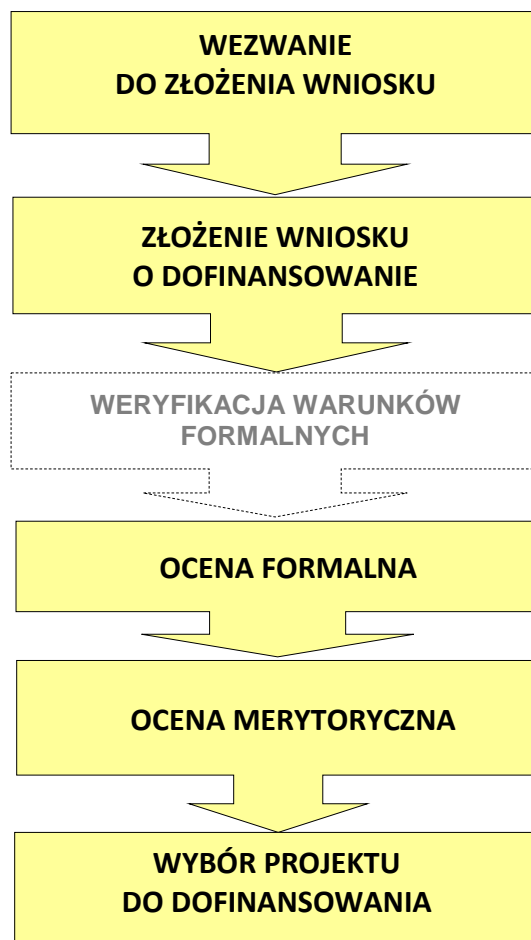 WEZWANIE
DO ZŁOŻENIA WNIOSKU
ZŁOŻENIE WNIOSKU
O DOFINANSOWANIE
WERYFIKACJA WARUNKÓW
FORMALNYCH
OCENA FORMALNA
OCENA MERYTORYCZNA
WYBÓR PROJEKTU
DO DOFINANSOWANIA